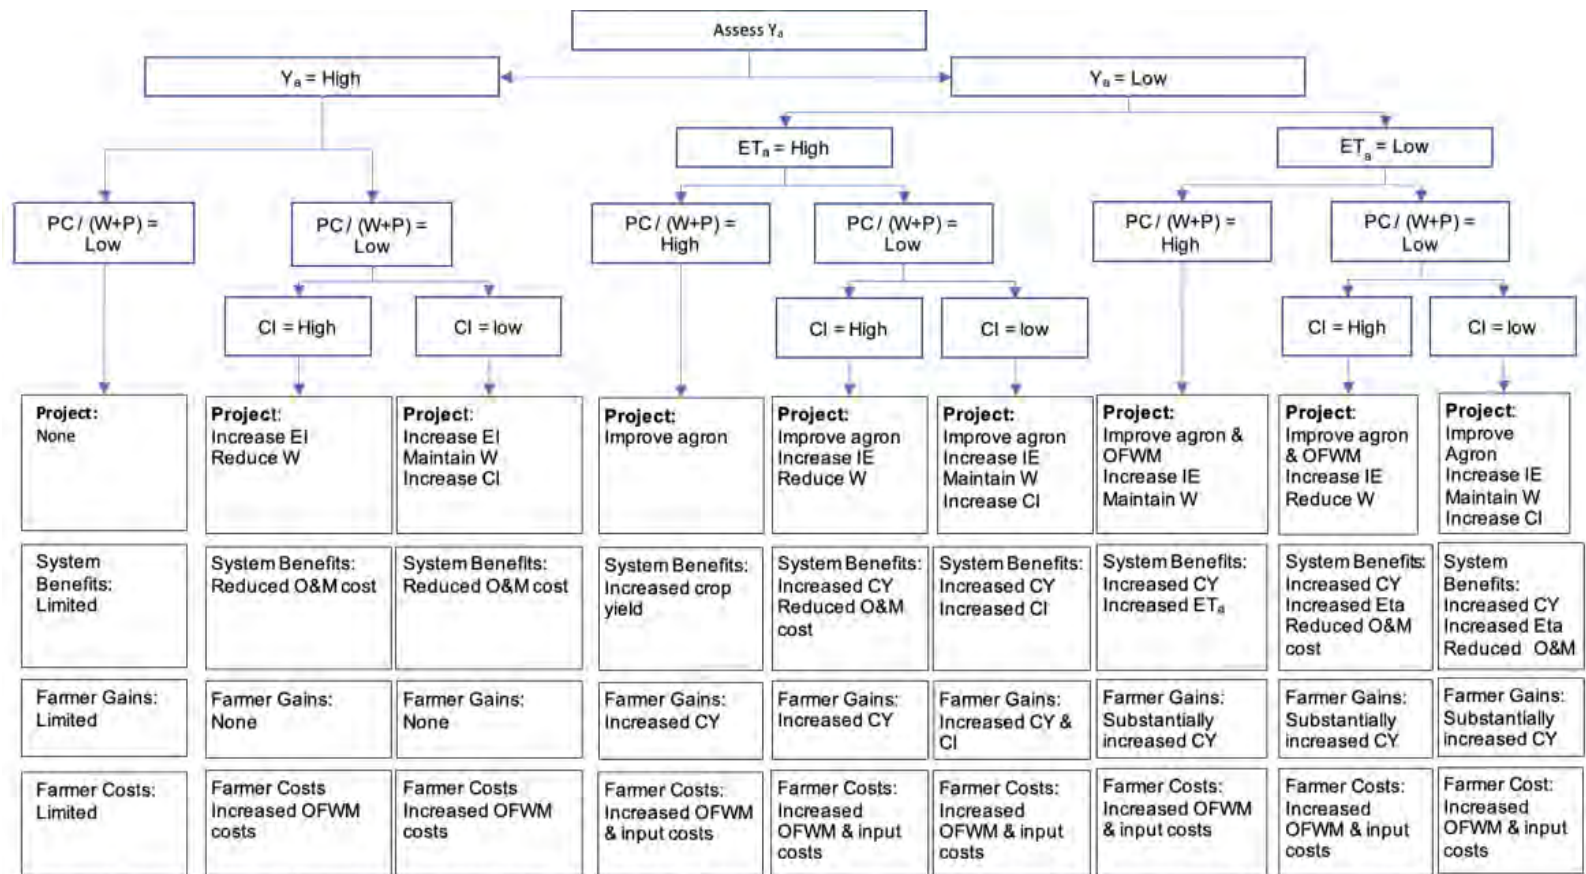 Assess Yₐ
Yₐ = High
Yₐ = Low
ETₐ = High
ETₐ = Low
PC / (W+P) =
Low
PC / (W+P) =
Low
PC / (W+P) =
High
PC / (W+P) =
Low
PC / (W+P) =
High
PC / (W+P) =
Low
CI = High
CI = low
CI = High
CI = low
CI = High
CI = low
Project:
None
Project:
Increase EI
Reduce W
Project:
Increase EI
Maintain W
Increase CI
Project:
Improve agron
Project:
Improve agron
Increase IE
Reduce W
Project:
Improve agron
Increase IE
Maintain W
Increase CI
Project:
Improve agron &
OFWM
Increase IE
Maintain W
Project:
Improve agron
& OFWM
Increase IE
Reduce W
Project:
Improve
Agron
Increase IE
Maintain W
Increase CI
System
Benefits:
Limited
System Benefits:
Reduced O&M cost
System Benefits:
Reduced O&M cost
System Benefits:
Increased crop
yield
System Benefits:
Increased CY
Reduced O&M
cost
System Benefits:
Increased CY
Increased CI
System Benefits:
Increased CY
Increased ETₐ
System Benefits:
Increased CY
Increased Eta
Reduced O&M
cost
System
Benefits:
Increased CY
Increased Eta
Reduced O&M
Farmer Gains:
Limited
Farmer Gains:
None
Farmer Gains:
None
Farmer Gains:
Increased CY
Farmer Gains:
Increased CY
Farmer Gains:
Increased CY &
CI
Farmer Gains:
Substantially
increased CY
Farmer Gains:
Substantially
increased CY
Farmer Gains:
Substantially
increased CY
Farmer Costs:
Limited
Farmer Costs
Increased OFWM
costs
Farmer Costs
Increased OFWM
costs
Farmer Costs:
Increased OFWM
& input costs
Farmer Costs:
Increased
OFWM & input
costs
Farmer Costs:
Increased
OFWM & input
costs
Farmer Costs:
Increased OFWM
& input costs
Farmer Costs:
Increased
OFWM & input
costs
Farmer Cost:
Increased
OFWM & input
costs